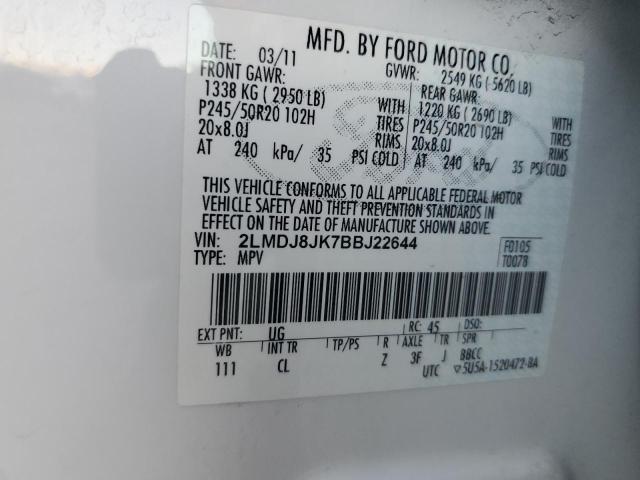 MFD. BY FORD MOTOR CO.
DATE: 03/11 GVWR: 2549 KG ( 5620 LB)
FRONT GAWR: REAR GAWR:
1338 KG ( 2950 LB) WITH 1220 KG ( 2690 LB) WITH
P245/50R20 102H TIRES P245/50R20 102H TIRES
20x8.0J RIMS 20x8.0J RIMS
AT 240 kPa/ 35 PSI COLD AT 240 kPa/ 35 PSI COLD
THIS VEHICLE CONFORMS TO ALL APPLICABLE FEDERAL MOTOR
VEHICLE SAFETY AND THEFT PREVENTION STANDARDS IN
EFFECT ON THE DATE OF MANUFACTURE SHOWN ABOVE.
VIN: 2LMDJ8JK7BBJ22644 F0105
TYPE: MPV T0078
EXT PNT: UG RC: 45 DSO:
WB INT TR TP/PS R AXLE TR SPR
111 CL Z 3F J BBCC
UTC ▽5U5A-1520472-BA